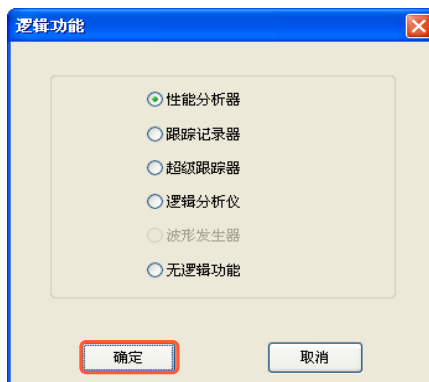 逻辑功能
性能分析器
跟踪记录器
超级跟踪器
逻辑分析仪
波形发生器
无逻辑功能
确定
取消